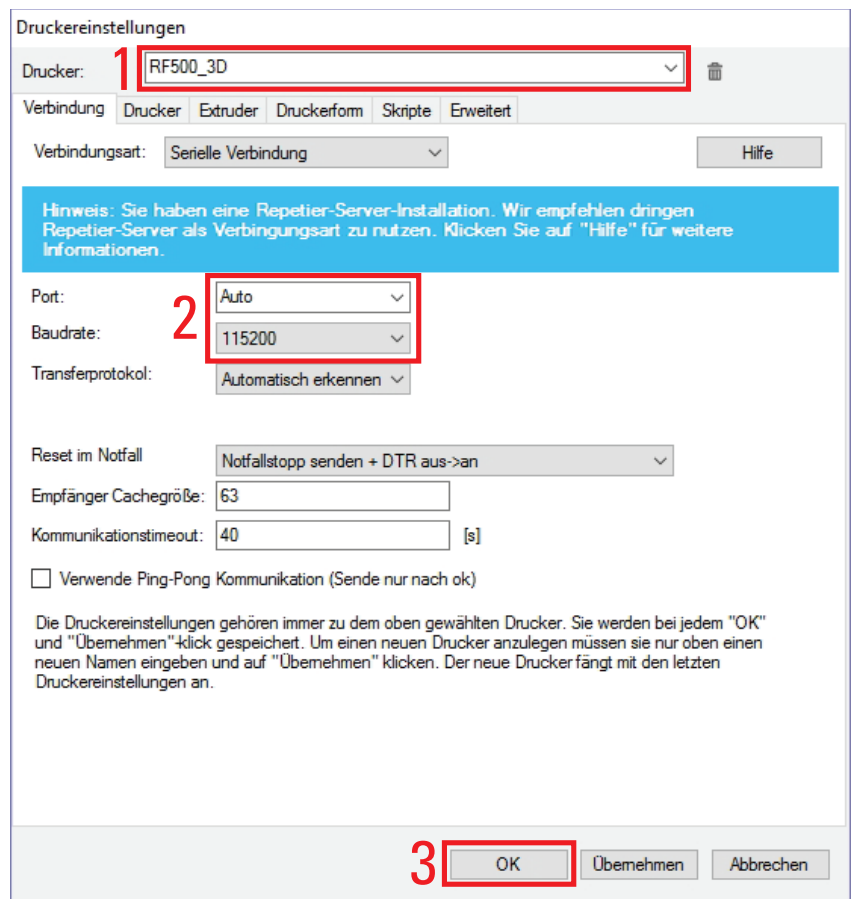 Druckereinstellungen
1
Drucker: RF500_3D
Verbindung Drucker Extruder Druckerform Skripte Erweitert
Verbindungsart: Serielle Verbindung Hilfe
Hinweis: Sie haben eine Repetier-Server-Installation. Wir empfehlen dringen
Repetier-Server als Verbingungsart zu nutzen. Klicken Sie auf "Hilfe" für weitere
Informationen.
Port: Auto
2
Baudrate: 115200
Transferprotokol: Automatisch erkennen
Reset im Notfall Notfallstopp senden + DTR aus->an
Empfänger Cachegröße: 63
Kommunikationstimeout: 40 [s]
Verwende Ping-Pong Kommunikation (Sende nur nach ok)
Die Druckereinstellungen gehören immer zu dem oben gewählten Drucker. Sie werden bei jedem "OK"
und "Übernehmen"-klick gespeichert. Um einen neuen Drucker anzulegen müssen sie nur oben einen
neuen Namen eingeben und auf "Übernehmen" klicken. Der neue Drucker fängt mit den letzten
Druckereinstellungen an.
3 OK Übernehmen Abbrechen